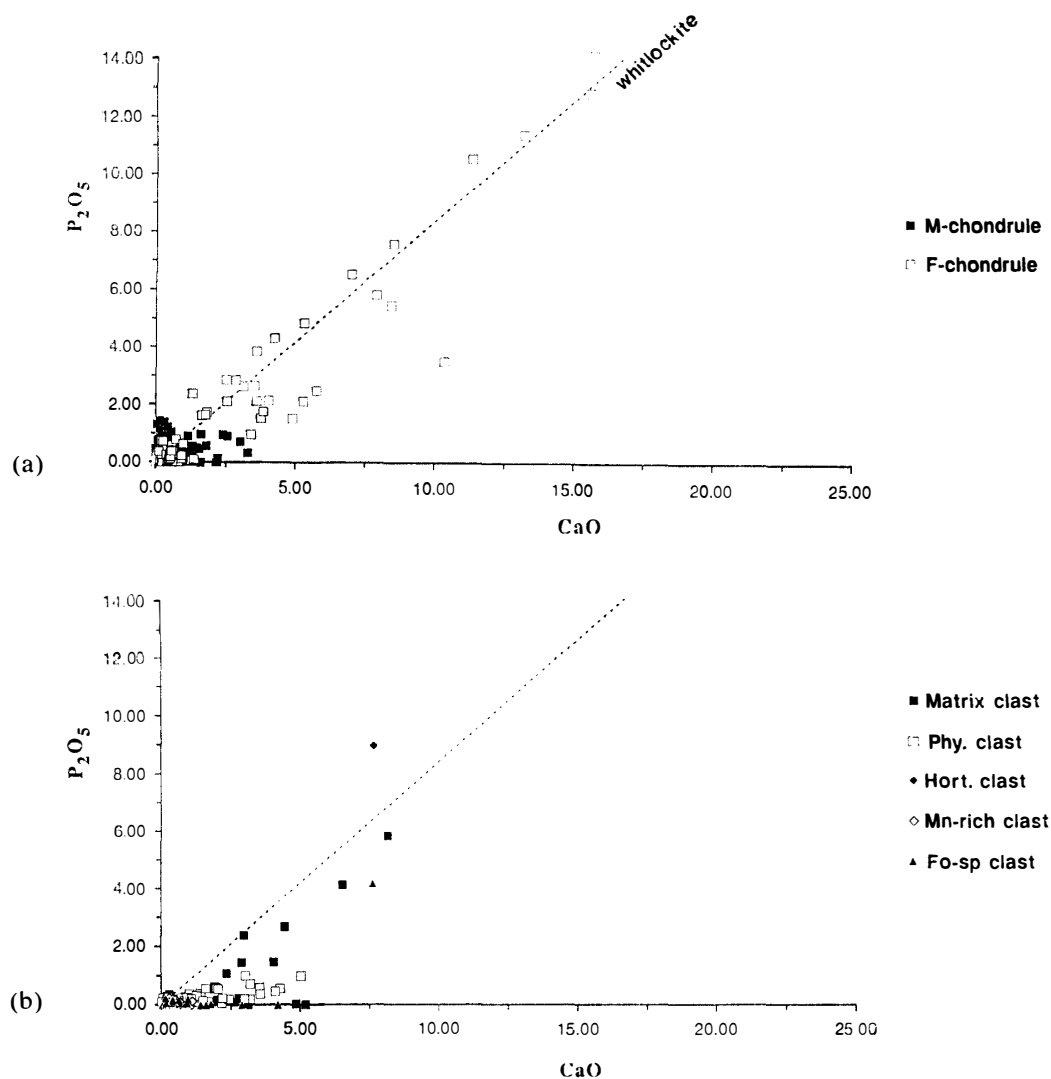 whitlockite
14.00
12.00
10.00
8.00
6.00
4.00
2.00
0.00
P2O5
■ M-chondrule
□ F-chondrule
(a)
0.00 5.00 10.00 15.00 20.00 25.00
CaO
14.00
12.00
10.00
8.00
6.00
4.00
2.00
0.00
P2O5
■ Matrix clast
□ Phy. clast
◆ Hort. clast
◇ Mn-rich clast
▲ Fo-sp clast
(b)
0.00 5.00 10.00 15.00 20.00 25.00
CaO